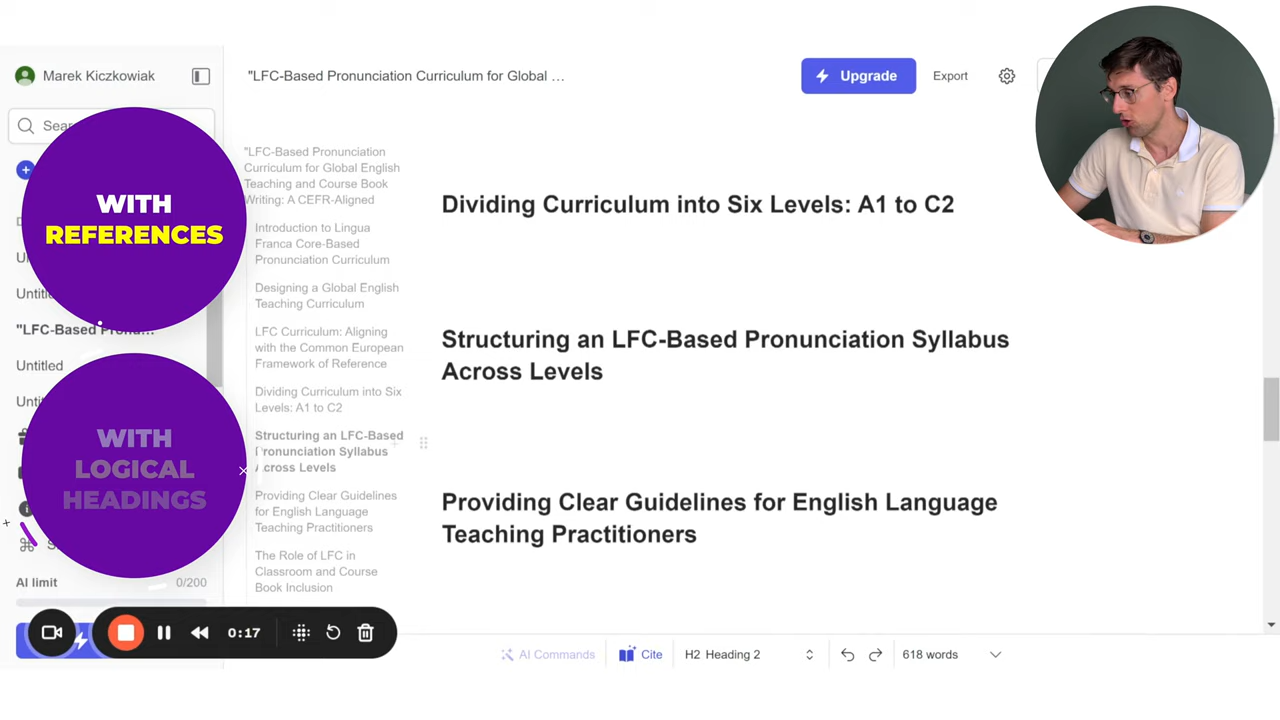 Marek Kiczkowiak
"LFC-Based Pronunciation Curriculum for Global …
Upgrade
Export
WITH
REFERENCES
Untitle
"LFC-Based Pronu...
Untitled
WITH
LOGICAL
HEADINGS
AI limit
0/200
0:17
"LFC-Based Pronunciation
Curriculum for Global English
Teaching and Course Book
Writing: A CEFR-Aligned
Introduction to Lingua
Franca Core-Based
Pronunciation Curriculum
Designing a Global English
Teaching Curriculum
LFC Curriculum: Aligning
with the Common European
Framework of Reference
Dividing Curriculum into Six
Levels: A1 to C2
Structuring an LFC-Based
Pronunciation Syllabus
Across Levels
Providing Clear Guidelines
for English Language
Teaching Practitioners
The Role of LFC in
Classroom and Course
Book Inclusion
Dividing Curriculum into Six Levels: A1 to C2
Structuring an LFC-Based Pronunciation Syllabus
Across Levels
Providing Clear Guidelines for English Language
Teaching Practitioners
AI Commands
Cite
H2 Heading 2
618 words